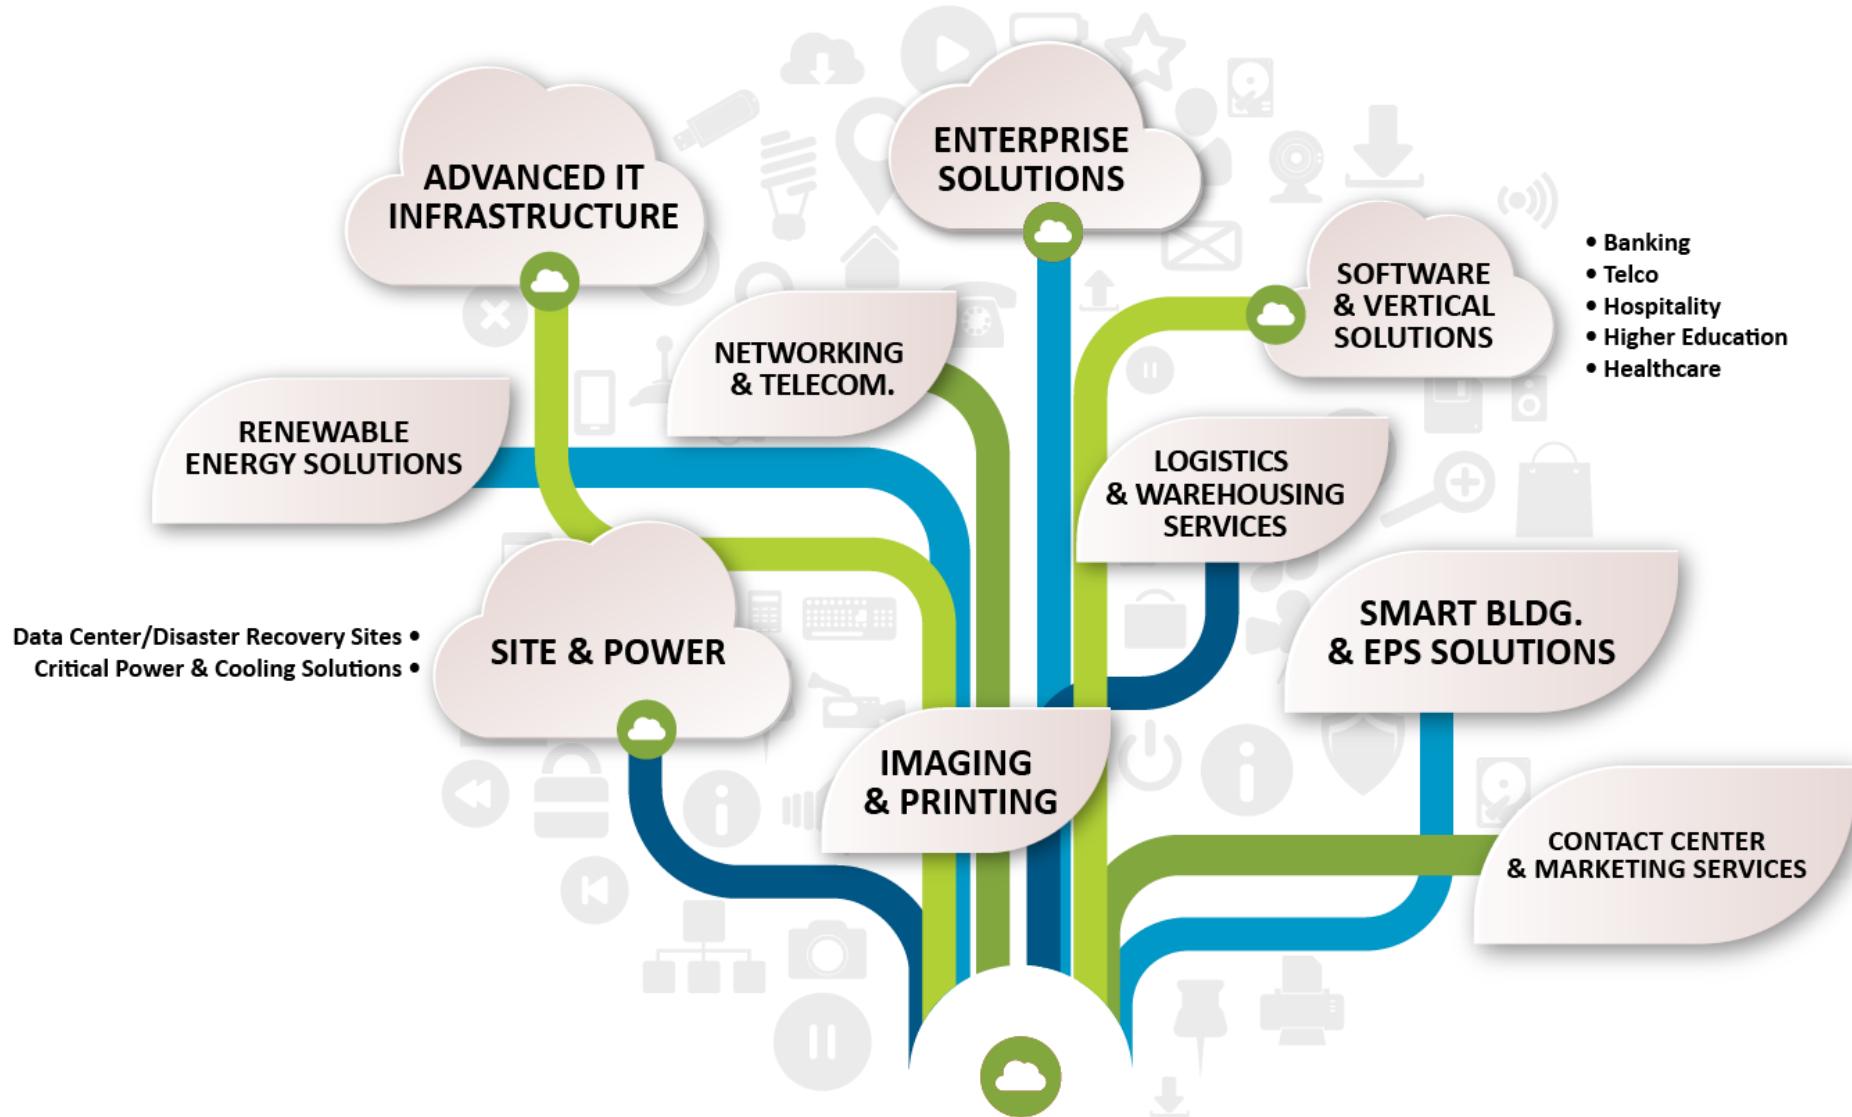 ENTERPRISE
SOLUTIONS
ADVANCED IT
INFRASTRUCTURE
SOFTWARE
& VERTICAL
SOLUTIONS
• Banking
• Telco
• Hospitality
• Higher Education
• Healthcare
NETWORKING
& TELECOM.
RENEWABLE
ENERGY SOLUTIONS
LOGISTICS
& WAREHOUSING
SERVICES
SMART BLDG.
& EPS SOLUTIONS
Data Center/Disaster Recovery Sites •
Critical Power & Cooling Solutions •
SITE & POWER
IMAGING
& PRINTING
CONTACT CENTER
& MARKETING SERVICES